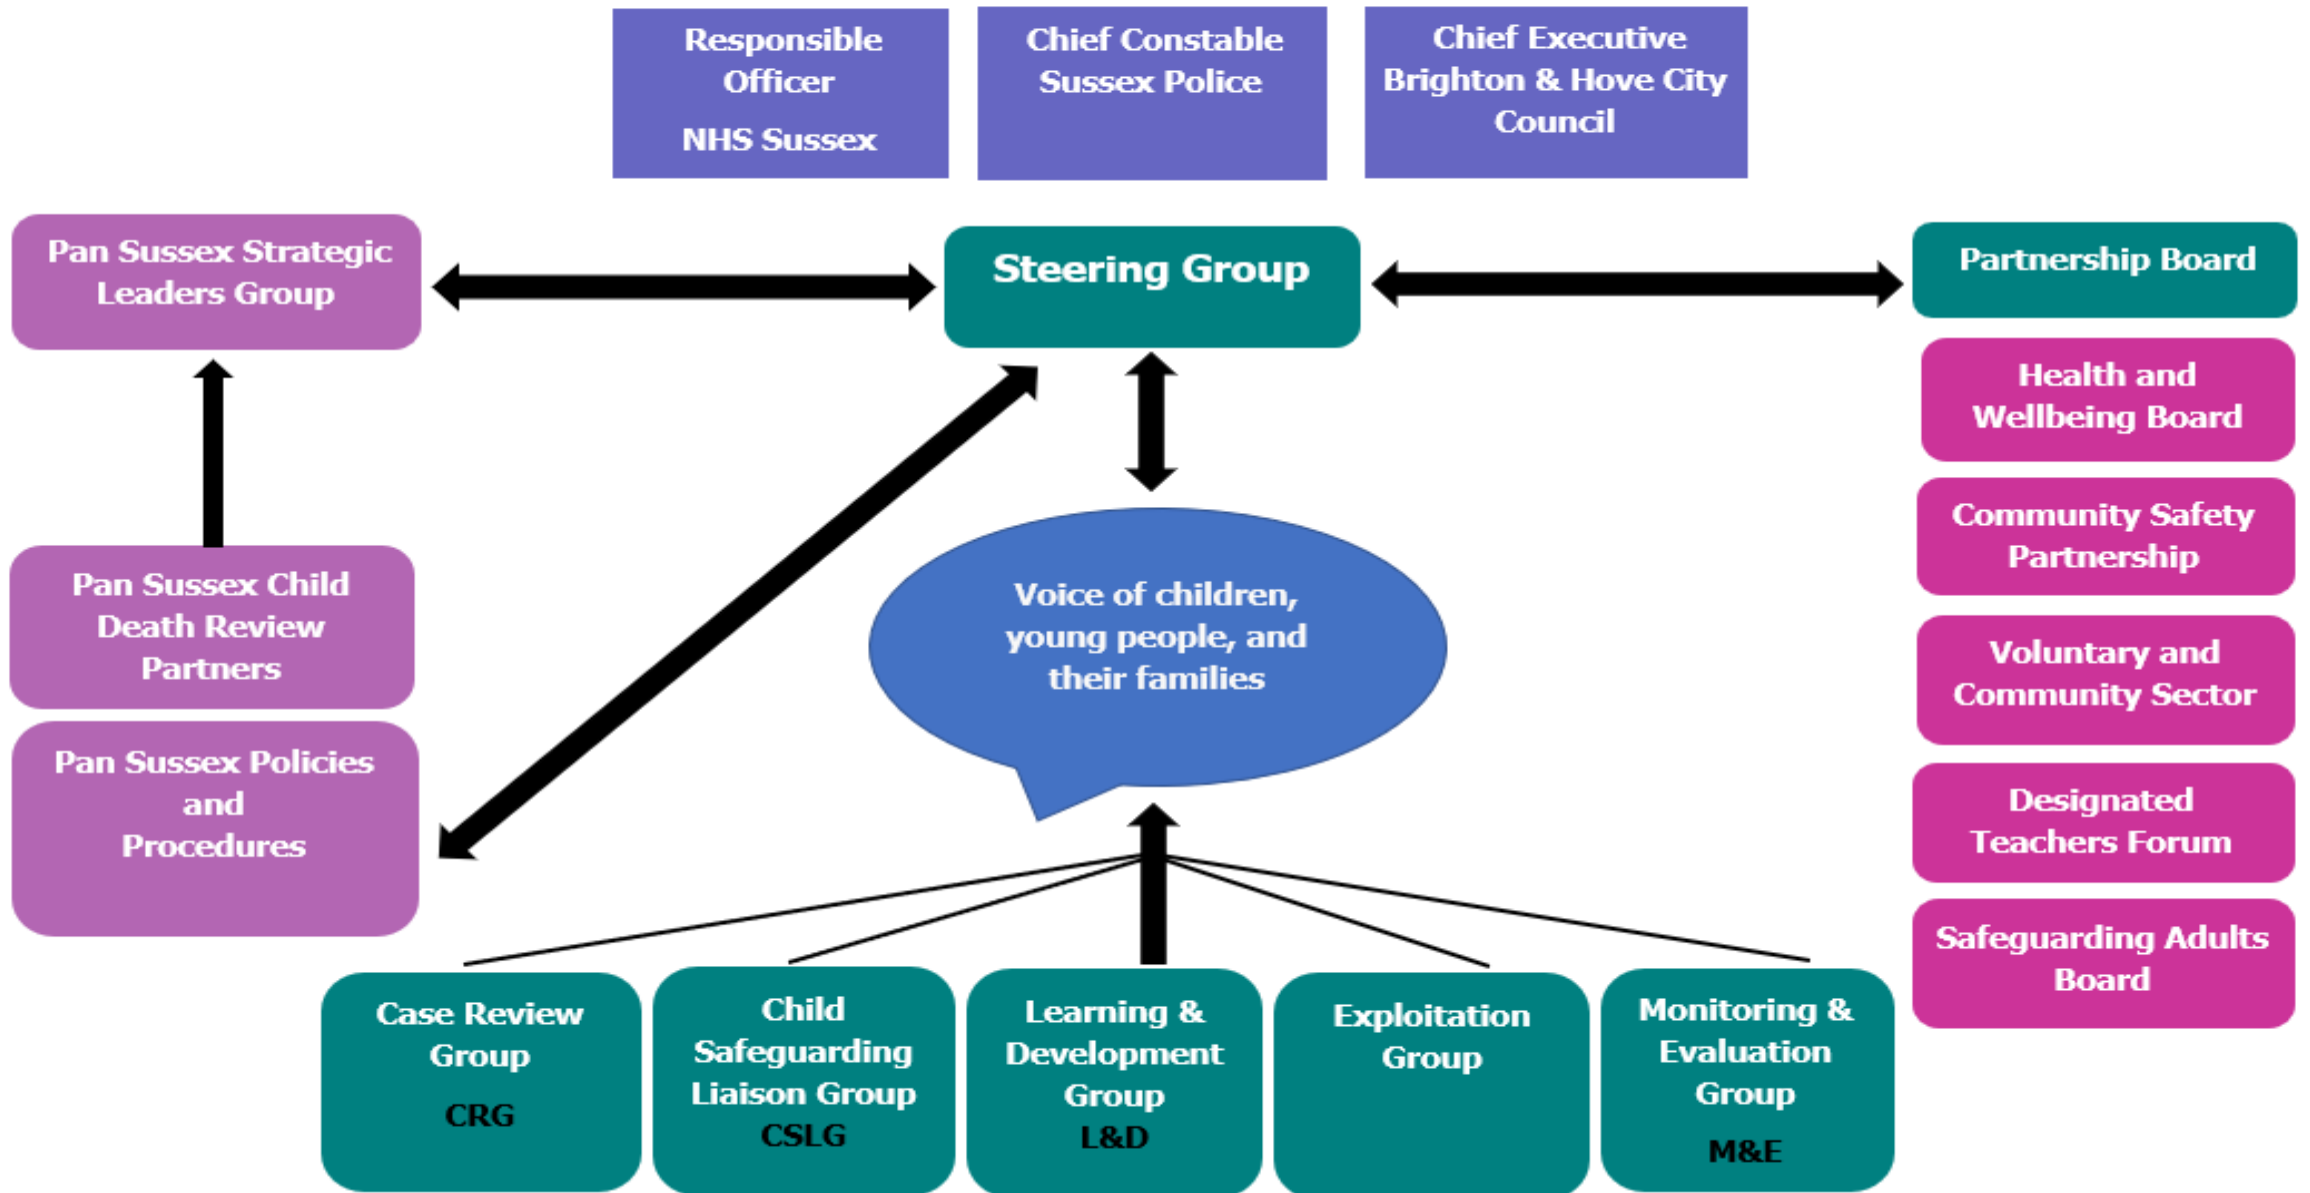 Responsible
Officer
NHS Sussex
Chief Constable
Sussex Police
Chief Executive
Brighton & Hove City
Council
Pan Sussex Strategic
Leaders Group
Steering Group
Partnership Board
Health and
Wellbeing Board
Community Safety
Partnership
Voluntary and
Community Sector
Designated
Teachers Forum
Safeguarding Adults
Board
Pan Sussex Child
Death Review
Partners
Pan Sussex Policies
and
Procedures
Voice of children,
young people, and
their families
Case Review
Group
CRG
Child
Safeguarding
Liaison Group
CSLG
Learning &
Development
Group
L&D
Exploitation
Group
Monitoring &
Evaluation
Group
M&E